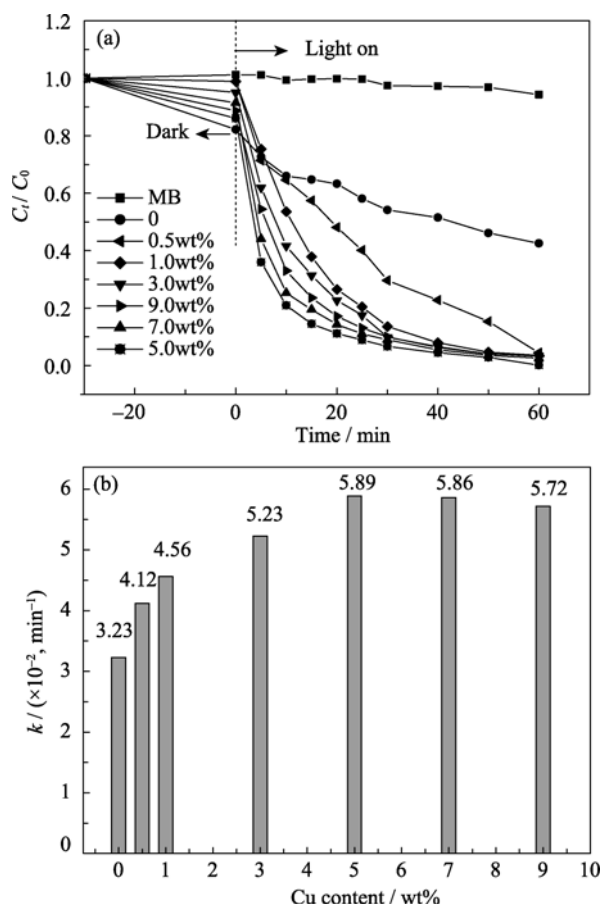 (a)
Light on
Dark
MB
0
0.5wt%
1.0wt%
3.0wt%
9.0wt%
7.0wt%
5.0wt%
1.2
1.0
0.8
0.6
0.4
0.2
0.0
Cₜ / C₀
−20 0 20 40 60
Time / min
(b)
3.23
4.12
4.56
5.23
5.89
5.86
5.72
6
5
4
3
2
1
0
k / (×10⁻², min⁻¹)
0 1 2 3 4 5 6 7 8 9 10
Cu content / wt%